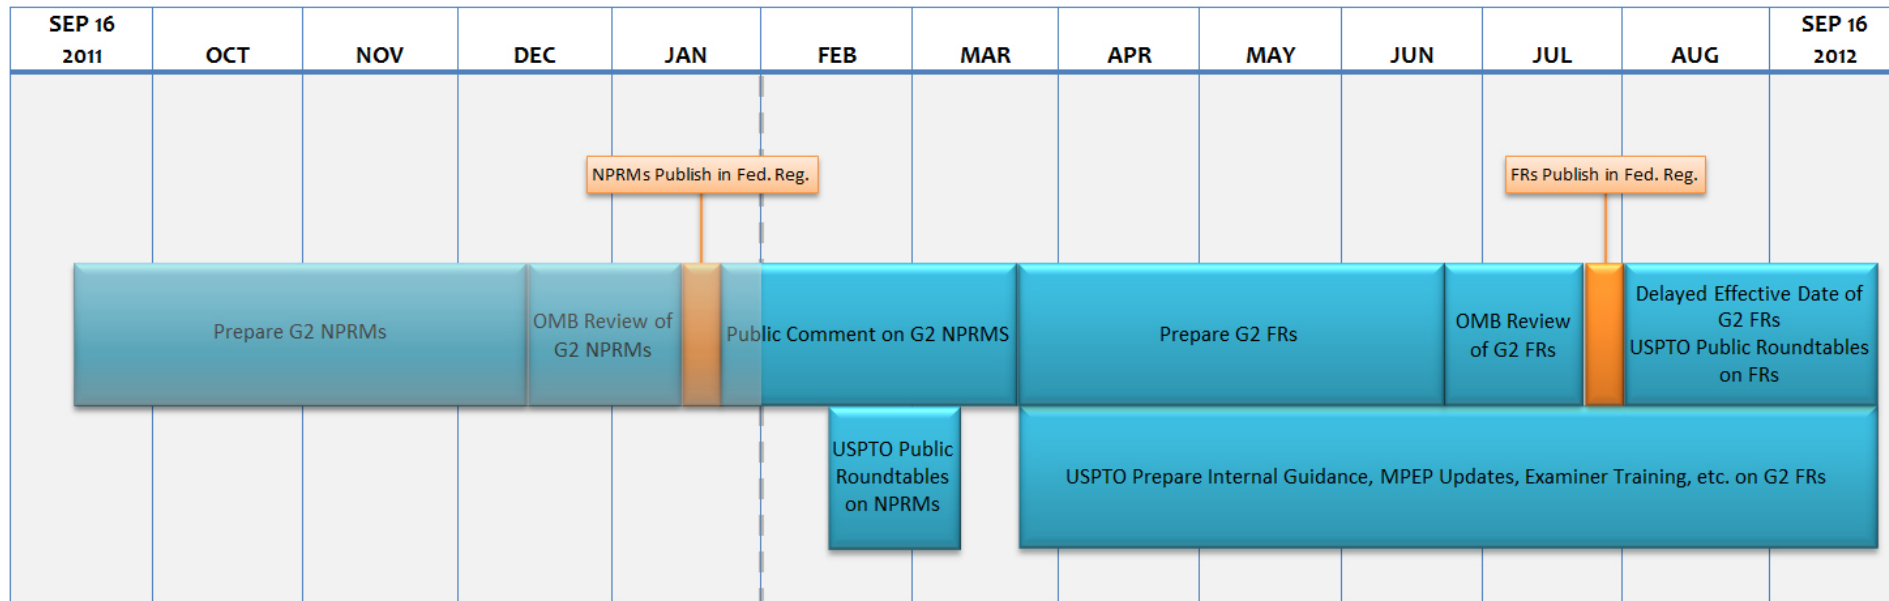 SEP 16
2011
OCT
NOV
DEC
JAN
FEB
MAR
APR
MAY
JUN
JUL
AUG
SEP 16
2012
NPRMs Publish in Fed. Reg.
FRs Publish in Fed. Reg.
Prepare G2 NPRMs
OMB Review of
G2 NPRMs
Public Comment on G2 NPRMS
Prepare G2 FRs
OMB Review
of G2 FRs
Delayed Effective Date of
G2 FRs
USPTO Public Roundtables
on FRs
USPTO Public
Roundtables
on NPRMs
USPTO Prepare Internal Guidance, MPEP Updates, Examiner Training, etc. on G2 FRs